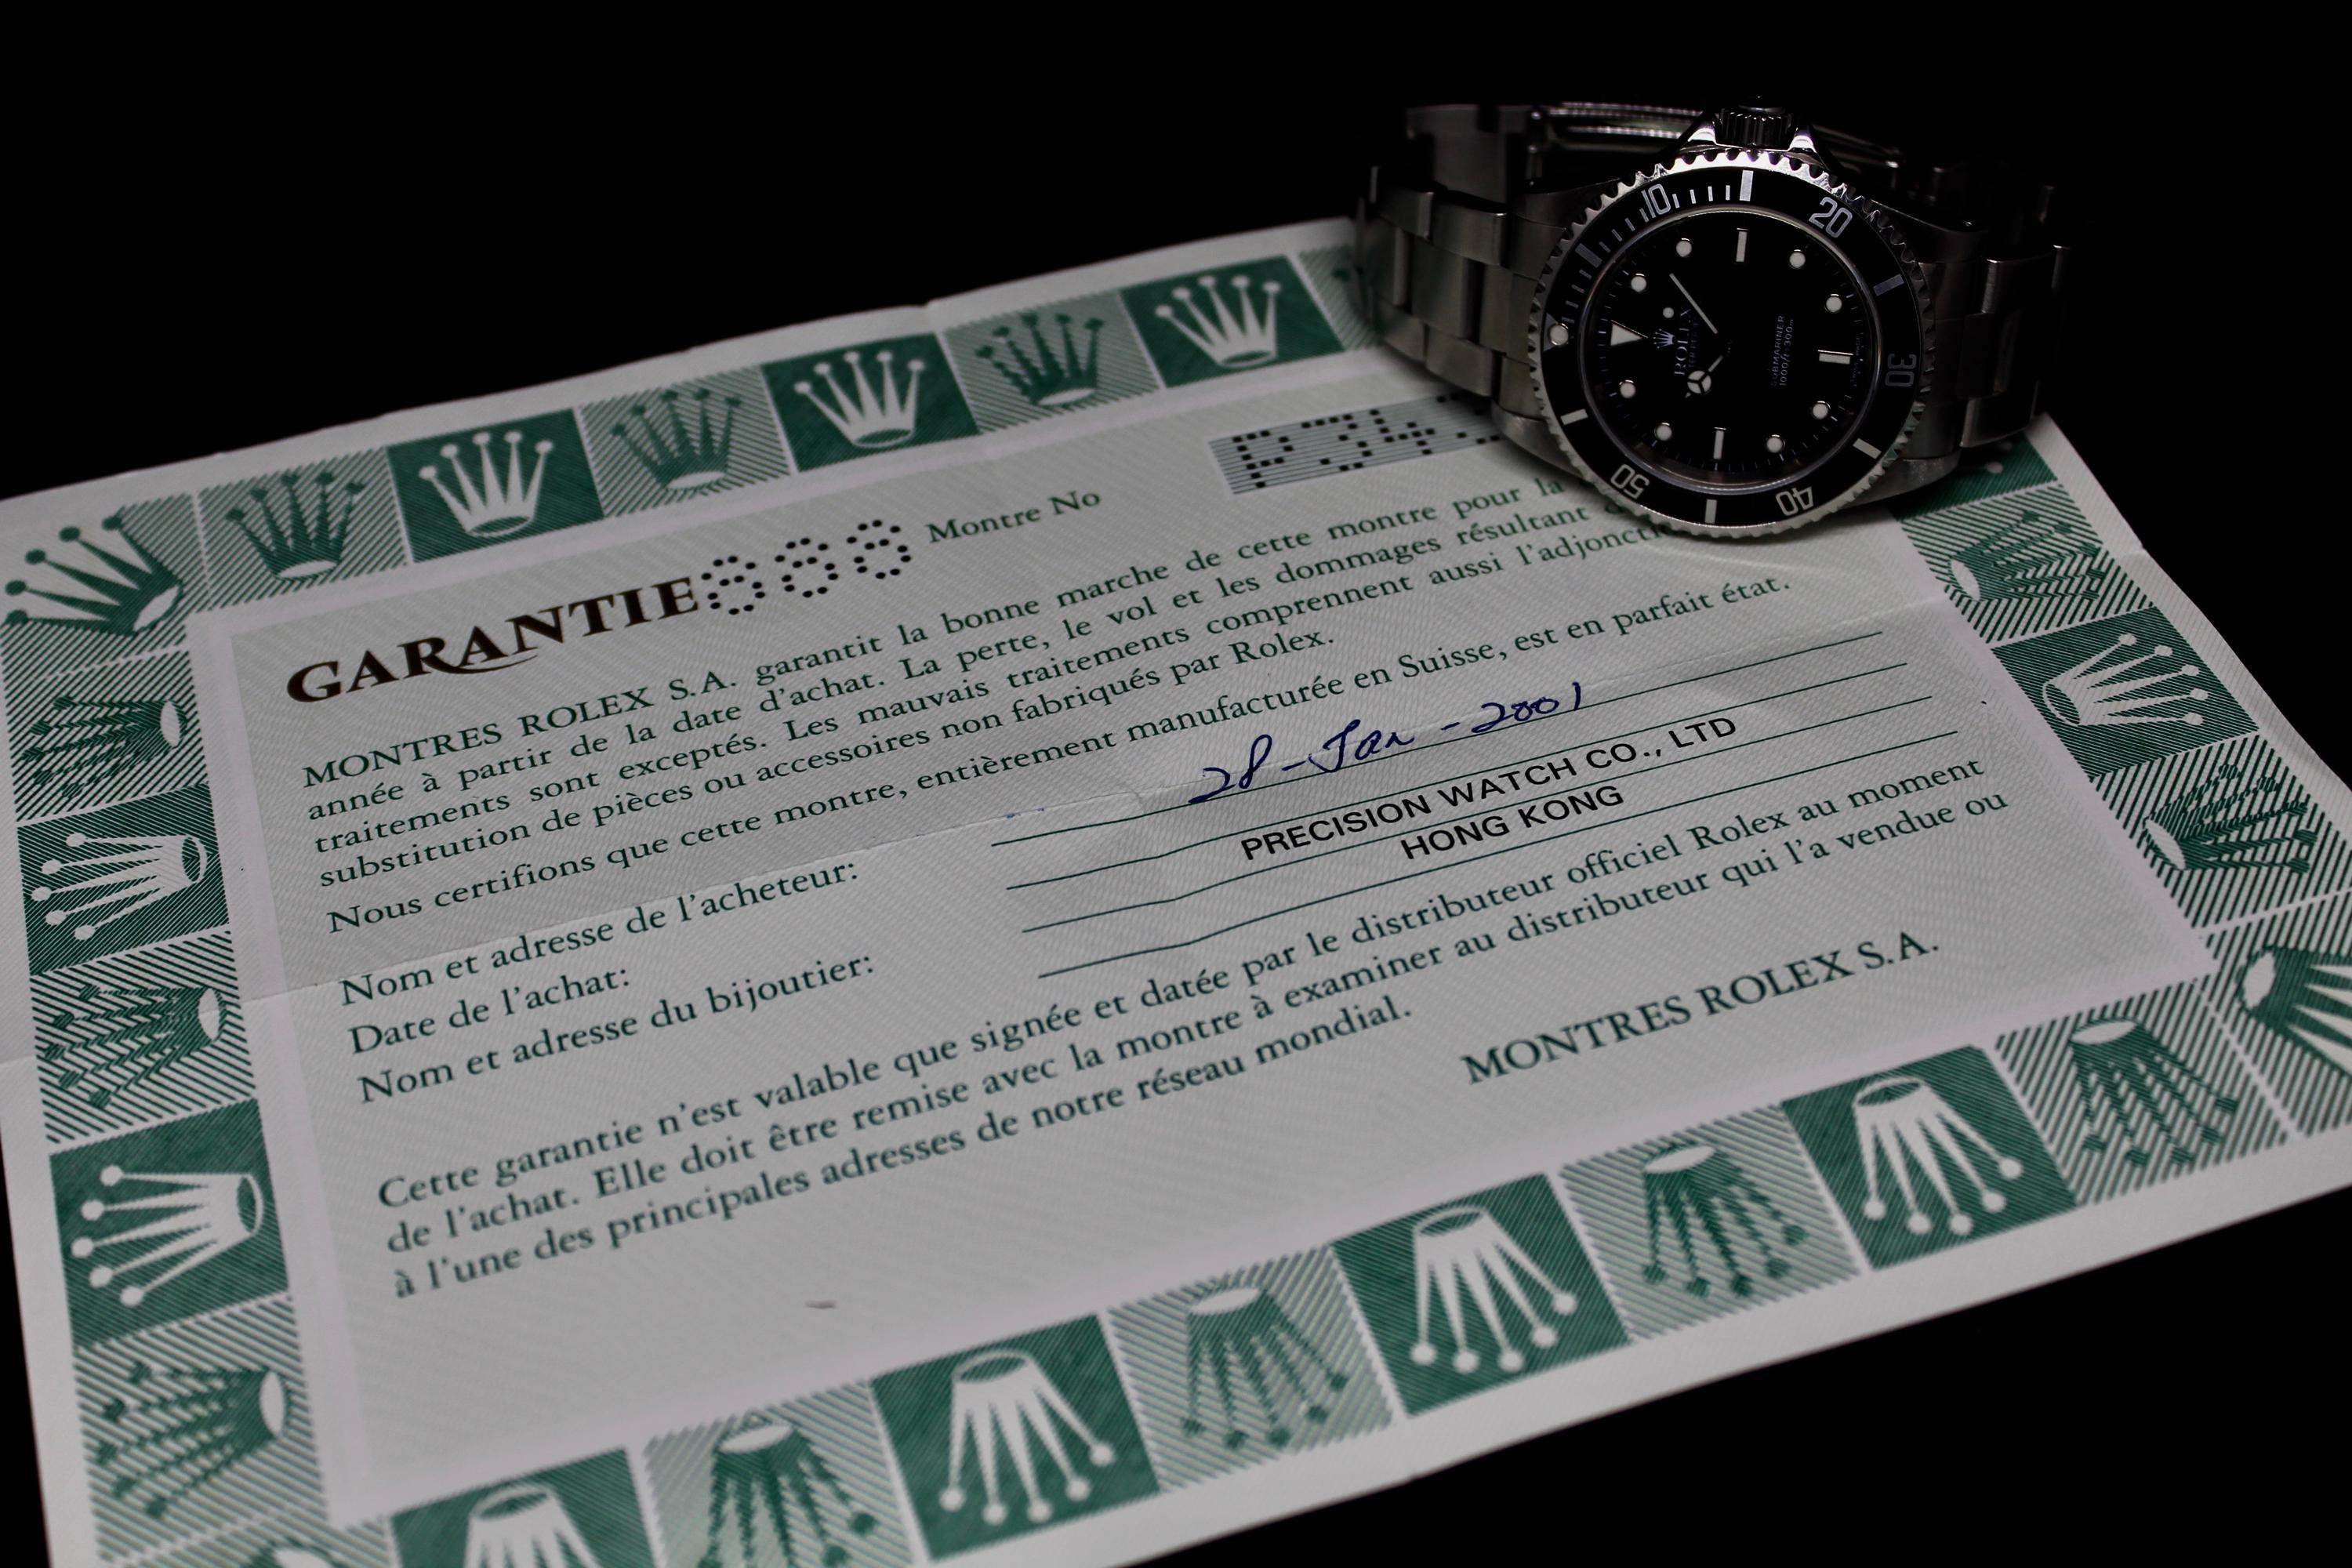 GARANTIE 888 Montre No P34
MONTRES ROLEX S.A. garantit la bonne marche de cette montre pour la
année à partir de la date d'achat. La perte, le vol et les dommages résultant
traitements sont exceptés. Les mauvais traitements comprennent aussi
substitution de pièces ou accessoires non fabriqués par Rolex.
Nous certifions que cette montre, entièrement manufacturée en Suisse, est en parfait état.
Nom et adresse de l'acheteur:
28-Jan-2001
Date de l'achat:
PRECISION WATCH CO., LTD
Nom et adresse du bijoutier:
HONG KONG
Cette garantie n'est valable que signée et datée par le distributeur officiel Rolex au moment
de l'achat. Elle doit être remise avec la montre à examiner au distributeur qui l'a vendue ou
à l'une des principales adresses de notre réseau mondial.
MONTRES ROLEX S.A.
10
20
30
40
50
ROLEX
SUBMARINER
1000ft=300m